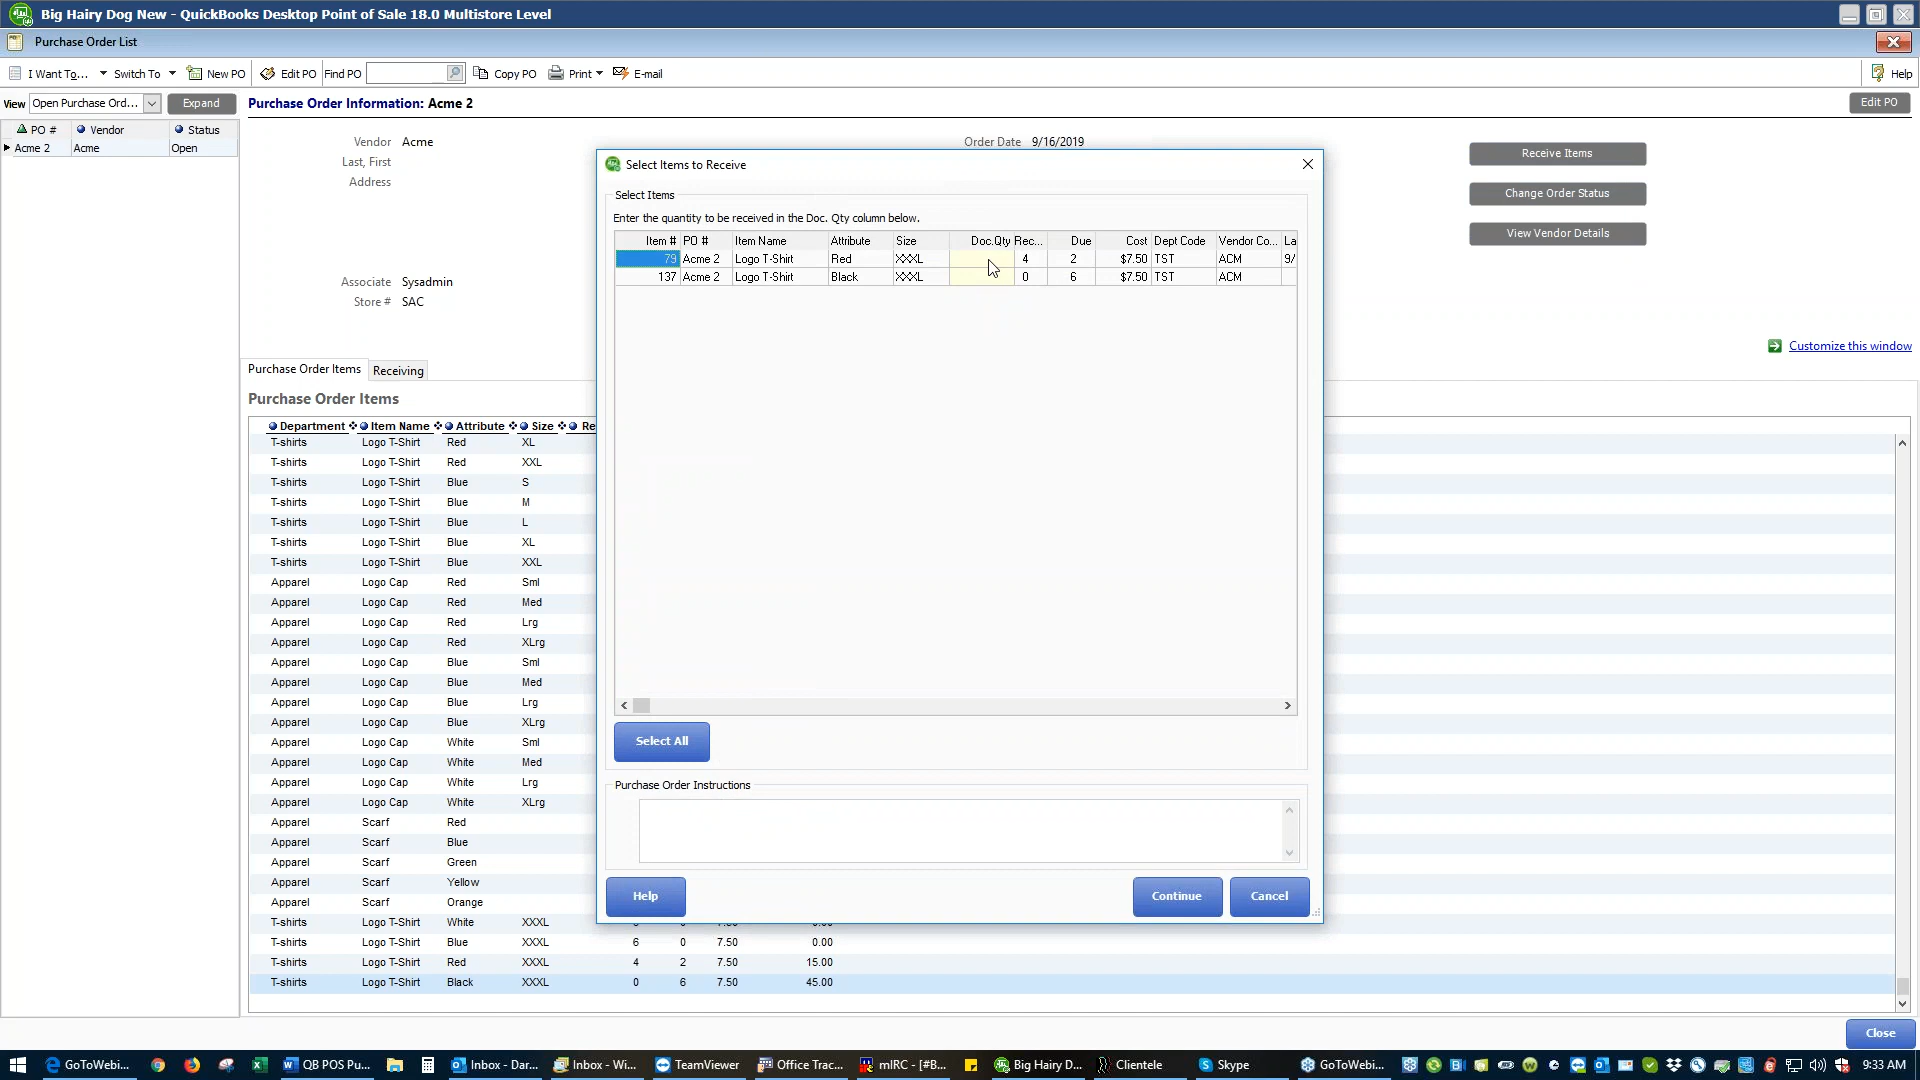 Big Hairy Dog New - QuickBooks Desktop Point of Sale 18.0 Multistore Level
Purchase Order List
I Want To... Switch To New PO Edit PO Find PO Copy PO Print E-mail Help
View Open Purchase Ord... Expand Purchase Order Information: Acme 2 Edit PO
PO # Vendor Status
Acme 2 Acme Open
Vendor Acme
Last, First
Address
Order Date 9/16/2019
Associate Sysadmin
Store # SAC
Receive Items
Change Order Status
View Vendor Details
Customize this window
Select Items to Receive
Select Items
Enter the quantity to be received in the Doc. Qty column below.
Item # PO # Item Name Attribute Size Doc.Qty Rec... Due Cost Dept Code Vendor Co... La
79 Acme 2 Logo T-Shirt Red XXXL 4 2 $7.50 TST ACM 9/
137 Acme 2 Logo T-Shirt Black XXXL 0 6 $7.50 TST ACM
Select All
Purchase Order Instructions
Help Continue Cancel
Purchase Order Items Receiving
Purchase Order Items
Department Item Name Attribute Size Re
T-shirts Logo T-Shirt Red XL
T-shirts Logo T-Shirt Red XXL
T-shirts Logo T-Shirt Blue S
T-shirts Logo T-Shirt Blue M
T-shirts Logo T-Shirt Blue L
T-shirts Logo T-Shirt Blue XL
T-shirts Logo T-Shirt Blue XXL
Apparel Logo Cap Red Sml
Apparel Logo Cap Red Med
Apparel Logo Cap Red Lrg
Apparel Logo Cap Red XLrg
Apparel Logo Cap Blue Sml
Apparel Logo Cap Blue Med
Apparel Logo Cap Blue Lrg
Apparel Logo Cap Blue XLrg
Apparel Logo Cap White Sml
Apparel Logo Cap White Med
Apparel Logo Cap White Lrg
Apparel Logo Cap White XLrg
Apparel Scarf Red
Apparel Scarf Blue
Apparel Scarf Green
Apparel Scarf Yellow
Apparel Scarf Orange
T-shirts Logo T-Shirt White XXXL 7.50 0.00
T-shirts Logo T-Shirt Blue XXXL 6 0 7.50 0.00
T-shirts Logo T-Shirt Red XXXL 4 2 7.50 15.00
T-shirts Logo T-Shirt Black XXXL 0 6 7.50 45.00
Close
GoToWebi... QB POS Pu... Inbox - Dar... Inbox - Wi... TeamViewer Office Trac... mIRC - [#B... Big Hairy D... Clientele Skype GoToWebi... 9:33 AM